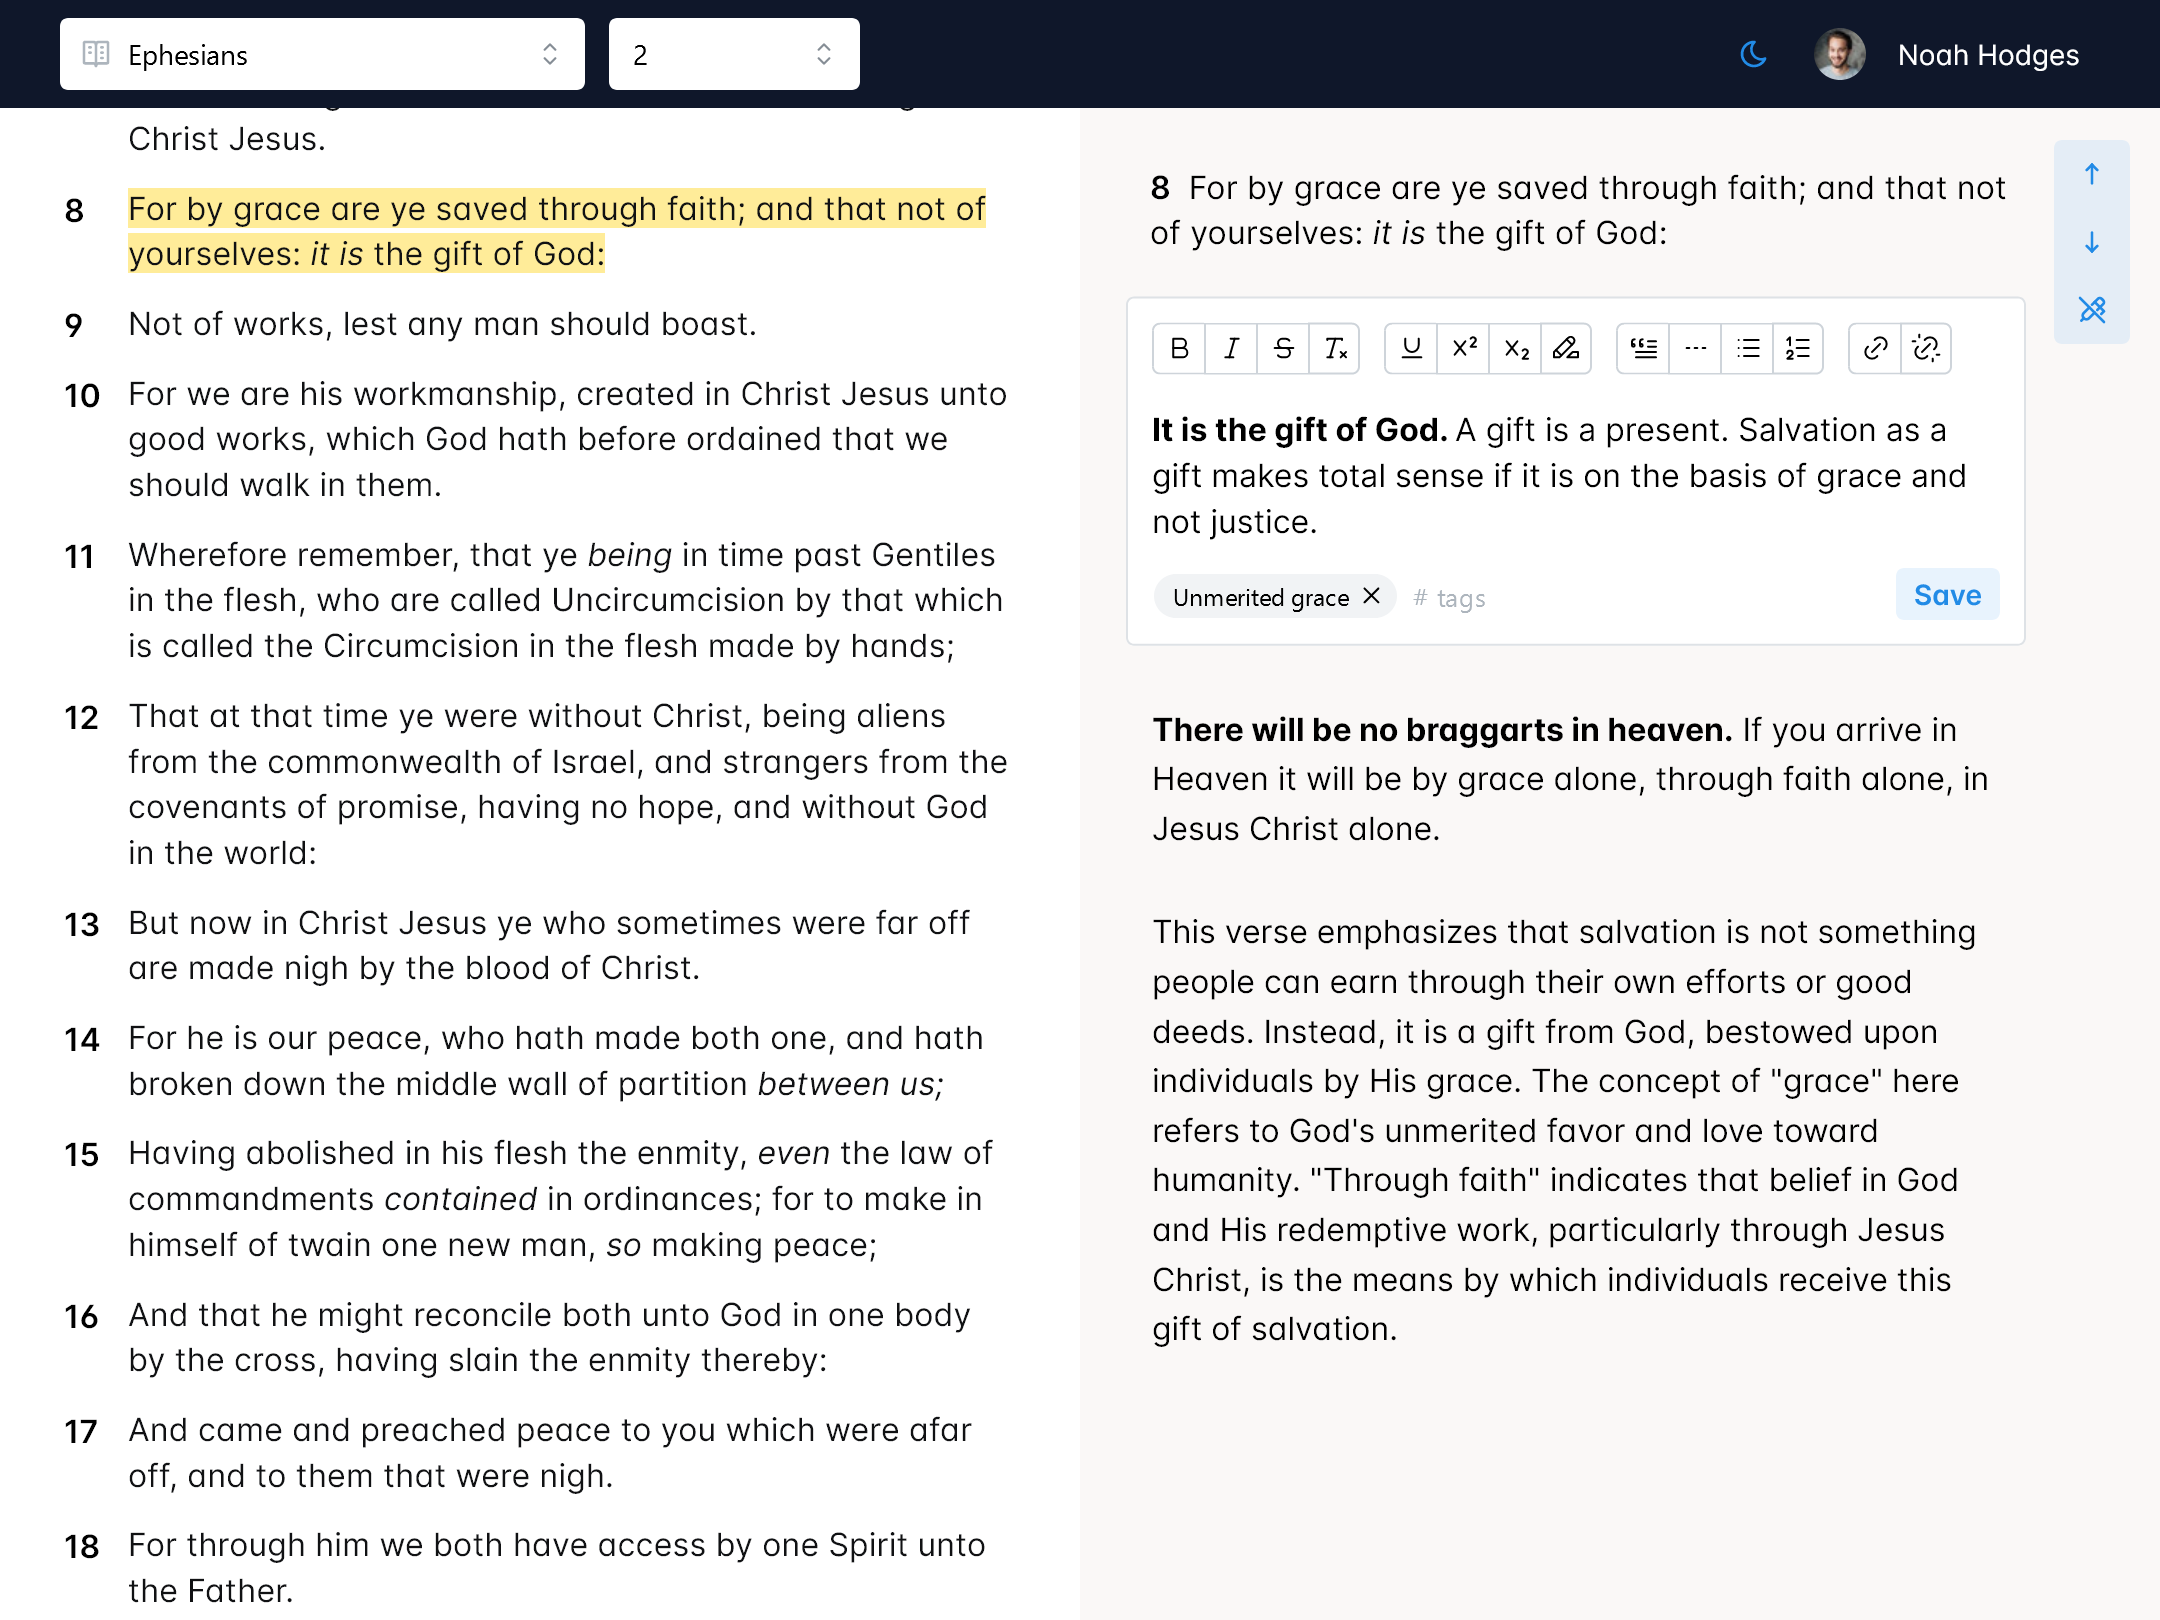 Ephesians
2
Noah Hodges
Christ Jesus.
8 For by grace are ye saved through faith; and that not of
yourselves: it is the gift of God:
9 Not of works, lest any man should boast.
10 For we are his workmanship, created in Christ Jesus unto
good works, which God hath before ordained that we
should walk in them.
11 Wherefore remember, that ye being in time past Gentiles
in the flesh, who are called Uncircumcision by that which
is called the Circumcision in the flesh made by hands;
12 That at that time ye were without Christ, being aliens
from the commonwealth of Israel, and strangers from the
covenants of promise, having no hope, and without God
in the world:
13 But now in Christ Jesus ye who sometimes were far off
are made nigh by the blood of Christ.
14 For he is our peace, who hath made both one, and hath
broken down the middle wall of partition between us;
15 Having abolished in his flesh the enmity, even the law of
commandments contained in ordinances; for to make in
himself of twain one new man, so making peace;
16 And that he might reconcile both unto God in one body
by the cross, having slain the enmity thereby:
17 And came and preached peace to you which were afar
off, and to them that were nigh.
18 For through him we both have access by one Spirit unto
the Father.
8 For by grace are ye saved through faith; and that not
of yourselves: it is the gift of God:
It is the gift of God. A gift is a present. Salvation as a
gift makes total sense if it is on the basis of grace and
not justice.
Unmerited grace
# tags
Save
There will be no braggarts in heaven. If you arrive in
Heaven it will be by grace alone, through faith alone, in
Jesus Christ alone.
This verse emphasizes that salvation is not something
people can earn through their own efforts or good
deeds. Instead, it is a gift from God, bestowed upon
individuals by His grace. The concept of "grace" here
refers to God's unmerited favor and love toward
humanity. "Through faith" indicates that belief in God
and His redemptive work, particularly through Jesus
Christ, is the means by which individuals receive this
gift of salvation.